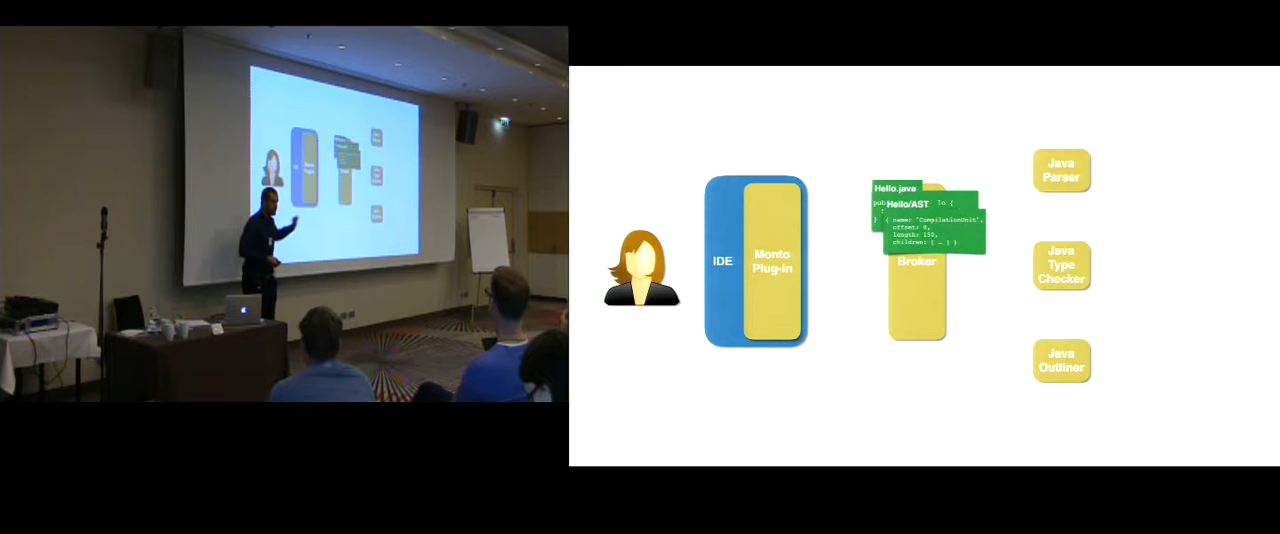 IDE
Monto
Plug-in
Hello.java
Hello/AST
{ name: "CompilationUnit",
offset: 0,
length: 150,
children: [ … ] }
Broker
Java
Parser
Java
Type
Checker
Java
Outliner